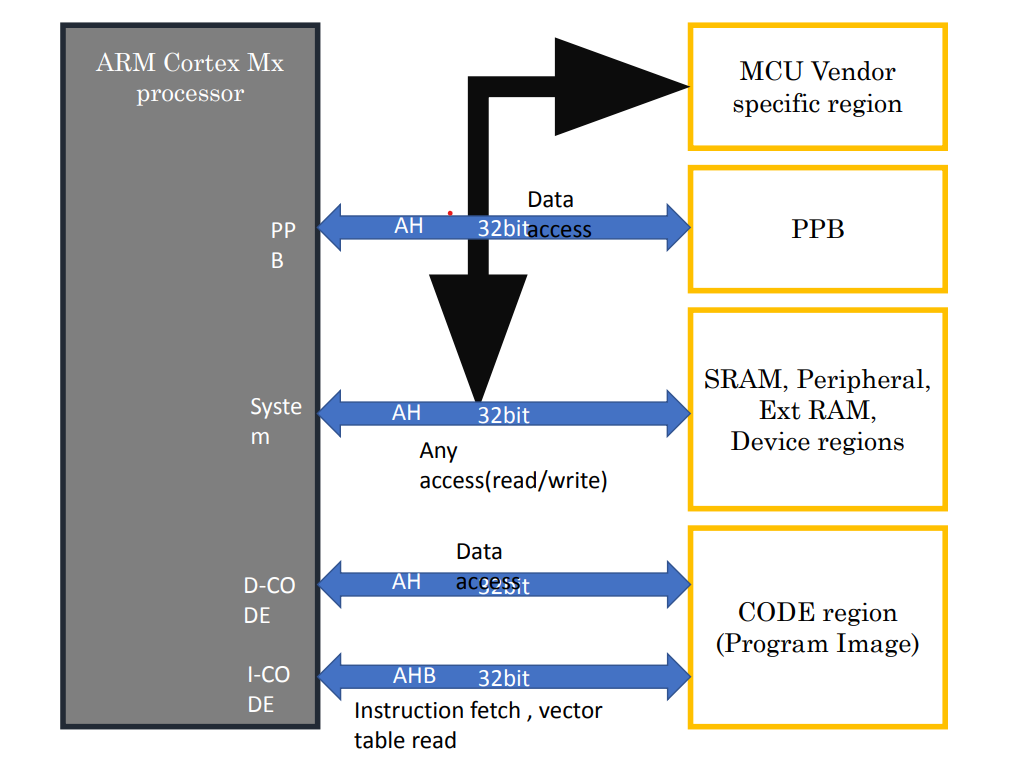 ARM Cortex Mx
processor
MCU Vendor
specific region
PP
B
AH
32bit
Data
access
PPB
Syste
m
AH
32bit
Any
access(read/write)
SRAM, Peripheral,
Ext RAM,
Device regions
D-CO
DE
AH
32bit
Data
access
I-CO
DE
AHB
32bit
Instruction fetch , vector
table read
CODE region
(Program Image)